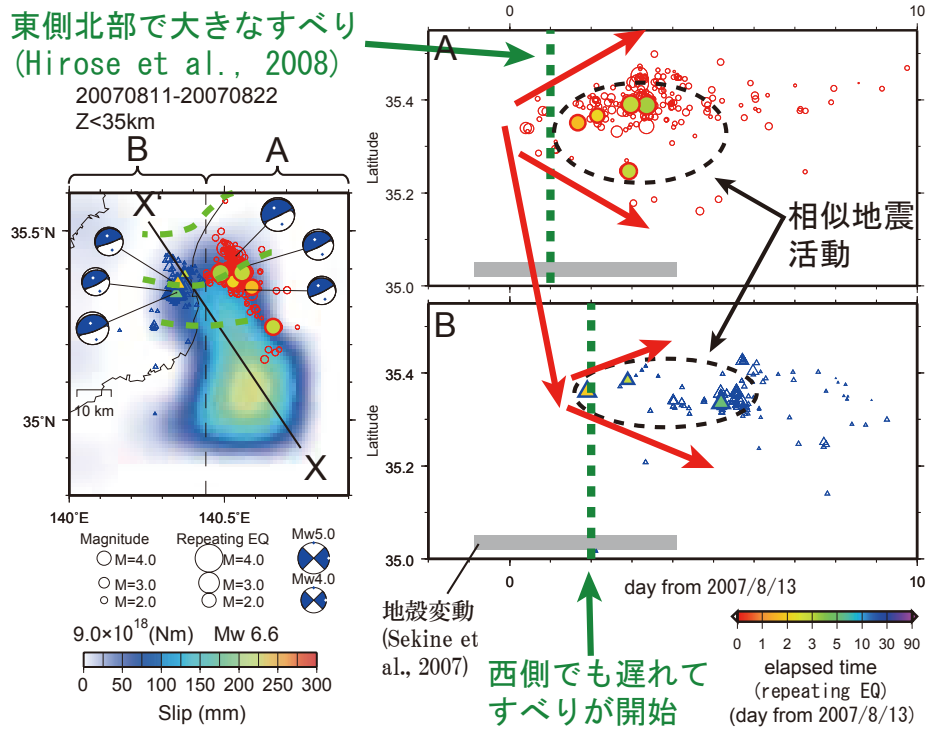 東側北部で大きなすべり
(Hirose et al., 2008)
20070811-20070822
Z<35km
B
A
X'
X
35.5°N
35°N
10 km
140°E
140.5°E
Magnitude
M=4.0
M=3.0
M=2.0
Repeating EQ
M=4.0
M=3.0
M=2.0
Mw5.0
Mw4.0
9.0×10^18(Nm) Mw 6.6
0 50 100 150 200 250 300
Slip (mm)
0
10
A
Latitude
35.4
35.2
35.0
相似地震
活動
B
Latitude
35.4
35.2
35.0
0
day from 2007/8/13
10
地殻変動
(Sekine et
al., 2007)
西側でも遅れて
すべりが開始
0 1 2 3 5 10 30 90
elapsed time
(repeating EQ)
(day from 2007/8/13)